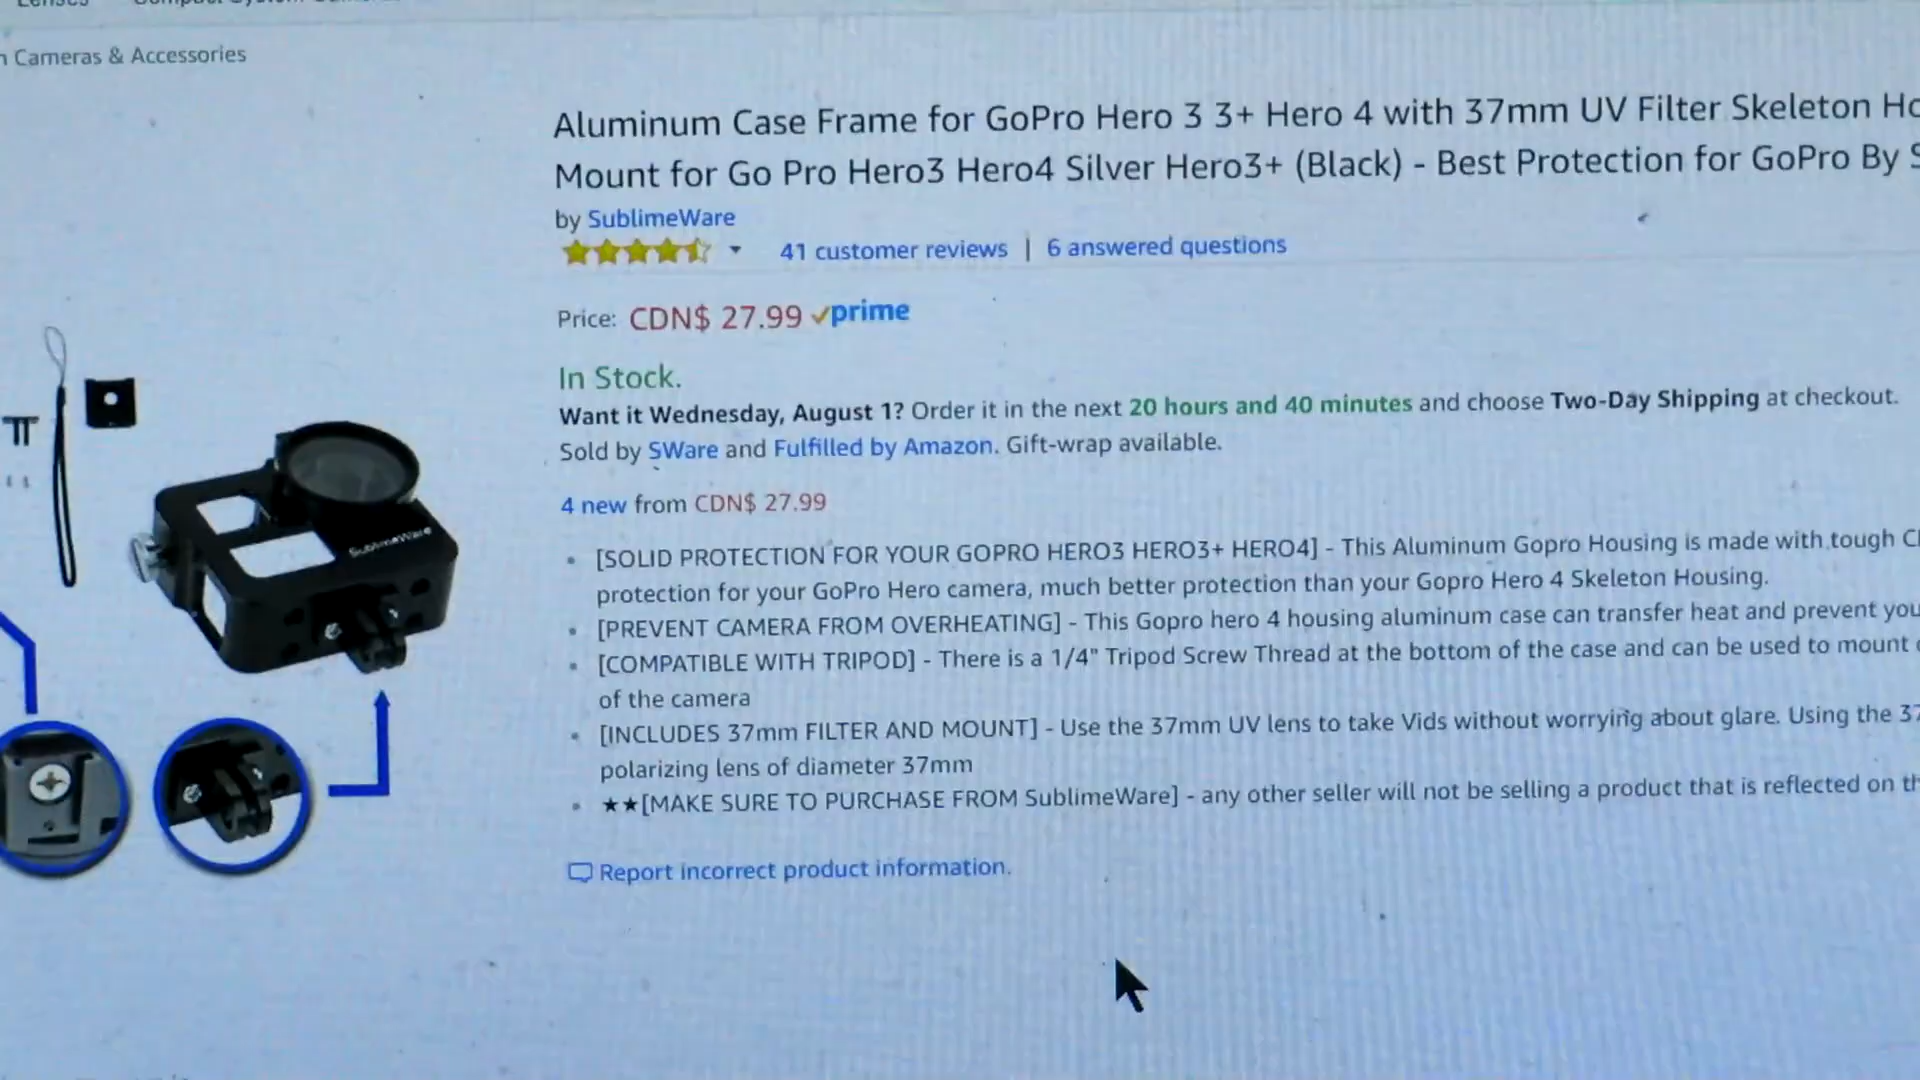 Cameras & Accessories
Aluminum Case Frame for GoPro Hero 3 3+ Hero 4 with 37mm UV Filter Skeleton
Mount for Go Pro Hero3 Hero4 Silver Hero3+ (Black) - Best Protection for GoPro By
by SublimeWare
41 customer reviews | 6 answered questions
Price: CDN$ 27.99 prime
In Stock.
Want it Wednesday, August 1? Order it in the next 20 hours and 40 minutes and choose Two-Day Shipping at checkout.
Sold by SWare and Fulfilled by Amazon. Gift-wrap available.
4 new from CDN$ 27.99
SublimeWare
[SOLID PROTECTION FOR YOUR GOPRO HERO3 HERO3+ HERO4] - This Aluminum Gopro Housing is made with tough
protection for your GoPro Hero camera, much better protection than your Gopro Hero 4 Skeleton Housing.
[PREVENT CAMERA FROM OVERHEATING] - This Gopro hero 4 housing aluminum case can transfer heat and prevent
[COMPATIBLE WITH TRIPOD] - There is a 1/4" Tripod Screw Thread at the bottom of the case and can be used to mount
of the camera
[INCLUDES 37mm FILTER AND MOUNT] - Use the 37mm UV lens to take Vids without worrying about glare. Using the
polarizing lens of diameter 37mm
★★[MAKE SURE TO PURCHASE FROM SublimeWare] - any other seller will not be selling a product that is reflected on
Report incorrect product information.